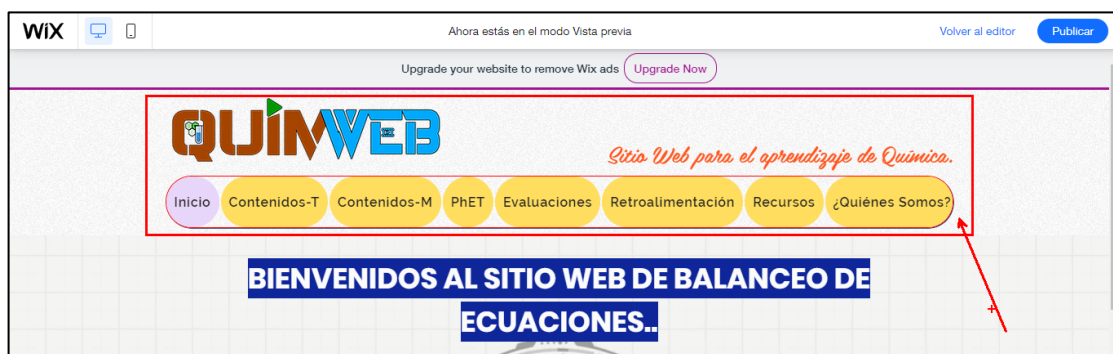 WiX Ahora estás en el modo Vista previa Volver al editor Publicar
Upgrade your website to remove Wix ads Upgrade Now
QUIMWEB
Sitio Web para el aprendizaje de Química.
Inicio Contenidos-T Contenidos-M PhET Evaluaciones Retroalimentación Recursos ¿Quiénes Somos?
BIENVENIDOS AL SITIO WEB DE BALANCEO DE
ECUACIONES..